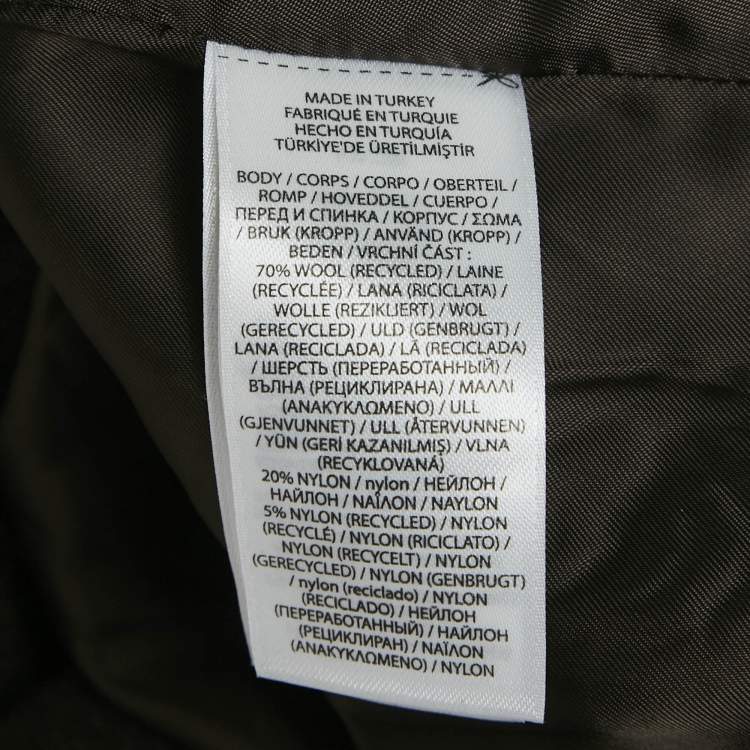 MADE IN TURKEY
FABRIQUÉ EN TURQUIE
HECHO EN TURQUÍA
TÜRKİYE'DE ÜRETİLMİŞTİR
BODY / CORPS / CORPO / OBERTEIL /
ROMP / HOVEDDEL / CUERPO /
ПЕРЕД И СПИНКА / КОРПУС / ΣΩΜΑ
/ BRUK (KROPP) / ANVÄND (KROPP) /
BEDEN / VRCHNÍ ČÁST :
70% WOOL (RECYCLED) / LAINE
(RECYCLÉE) / LANA (RICICLATA) /
WOLLE (REZIKLIERT) / WOL
(GERECYCLED) / ULD (GENBRUGT) /
LANA (RECICLADA) / LÃ (RECICLADA)
/ ШЕРСТЬ (ПЕРЕРАБОТАННЫЙ) /
ВЪЛНА (РЕЦИКЛИРАНА) / ΜΑΛΛΙ
(ΑΝΑΚΥΚΛΩΜΕΝΟ) / ULL
(GJENVUNNET) / ULL (ÅTERVUNNEN)
/ YÜN (GERİ KAZANILMIŞ) / VLNA
(RECYKLOVANÁ)
20% NYLON / nylon / НЕЙЛОН /
НАЙЛОН / ΝΑΪΛΟΝ / NAYLON
5% NYLON (RECYCLED) / NYLON
(RECYCLÉ) / NYLON (RICICLATO) /
NYLON (RECYCELT) / NYLON
(GERECYCLED) / NYLON (GENBRUGT)
/ nylon (reciclado) / NYLON
(RECICLADO) / НЕЙЛОН
(ПЕРЕРАБОТАННЫЙ) / НАЙЛОН
(РЕЦИКЛИРАН) / ΝΑΪΛΟΝ
(ΑΝΑΚΥΚΛΩΜΕΝΟ) / NYLON